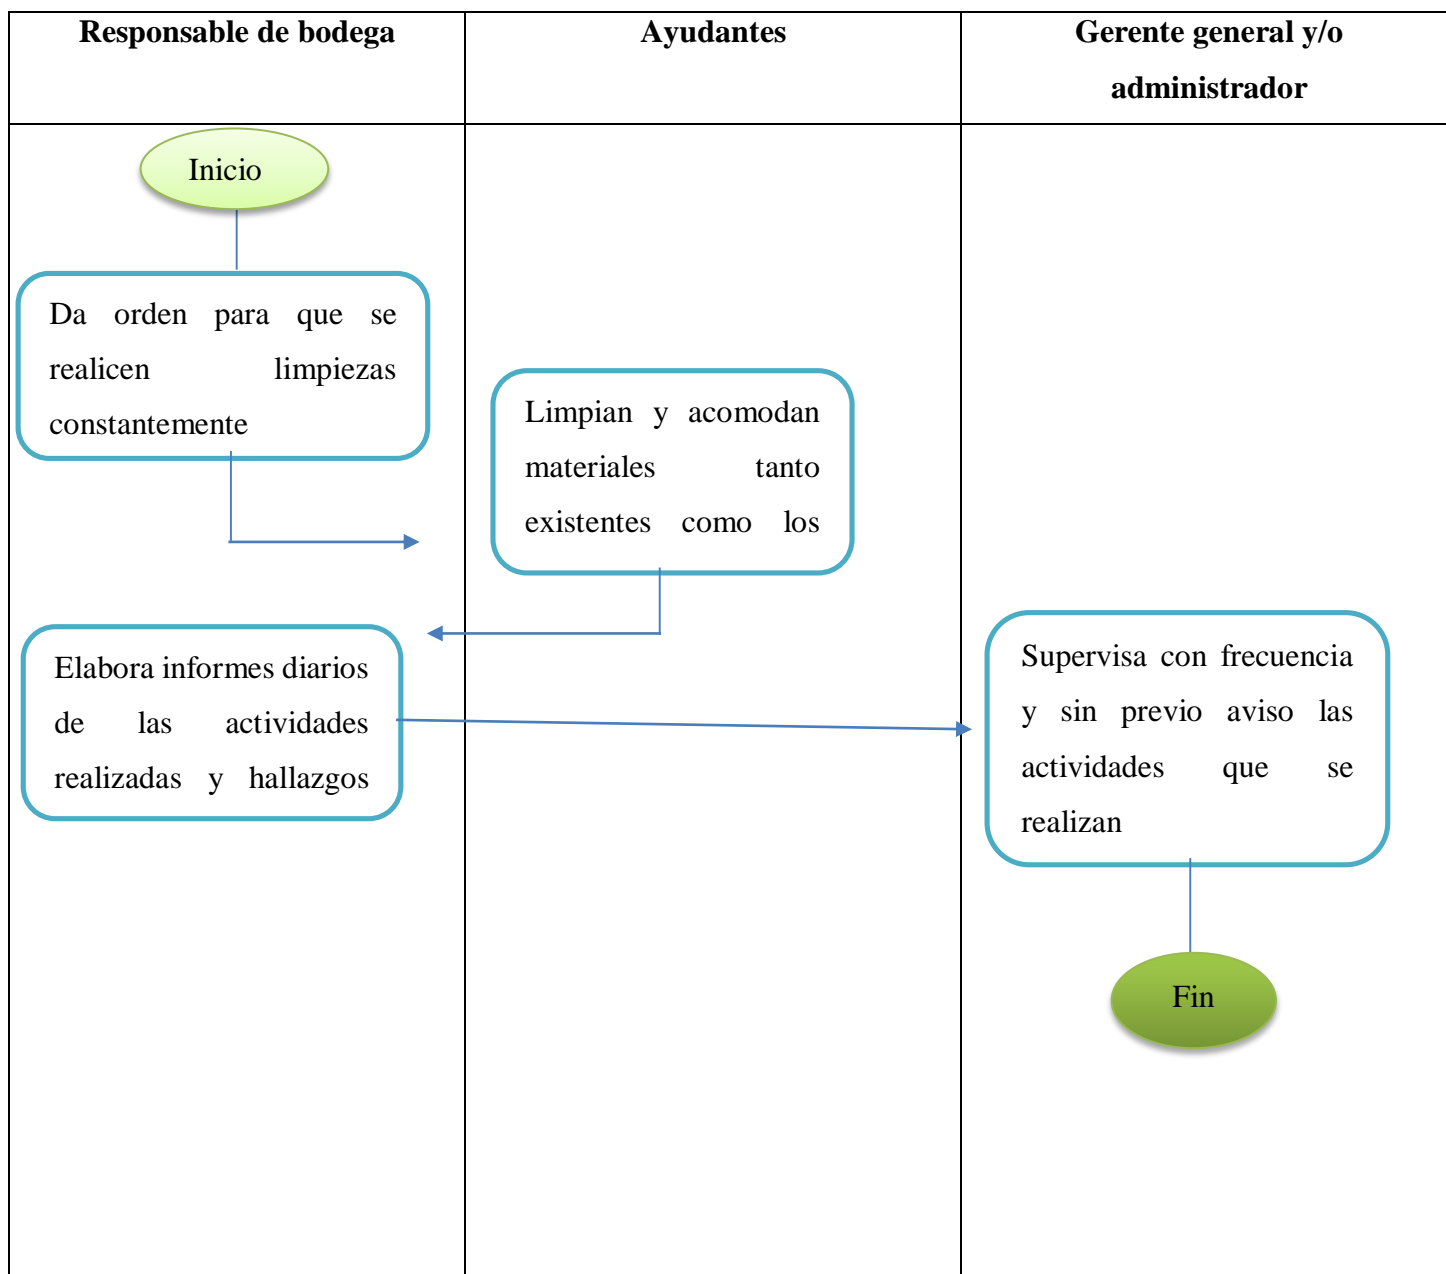 Responsable de bodega
Ayudantes
Gerente general y/o
administrador
Inicio
Da orden para que se
realicen limpiezas
constantemente
Limpian y acomodan
materiales tanto
existentes como los
Elabora informes diarios
de las actividades
realizadas y hallazgos
Supervisa con frecuencia
y sin previo aviso las
actividades que se
realizan
Fin